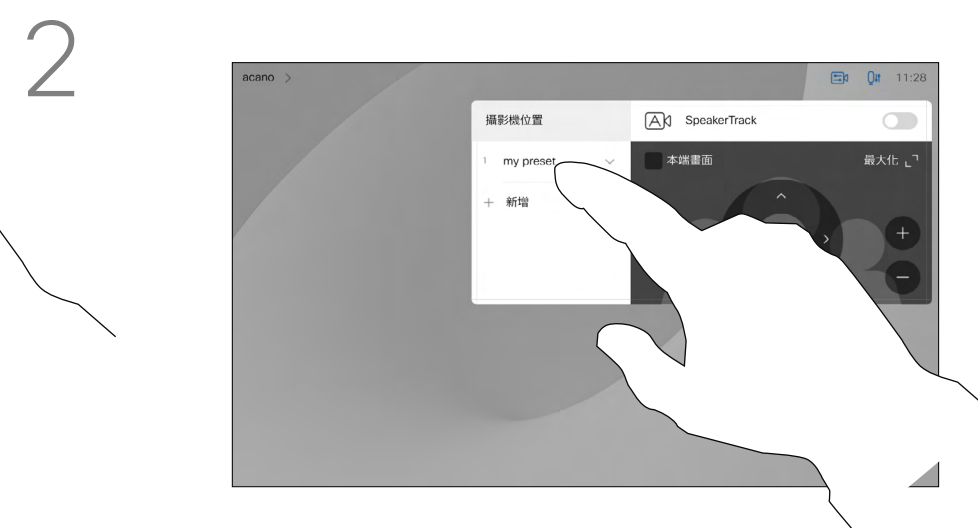 2
acano >
11:28
攝影機位置
SpeakerTrack
1 my preset
本端畫面
最大化
+ 新增